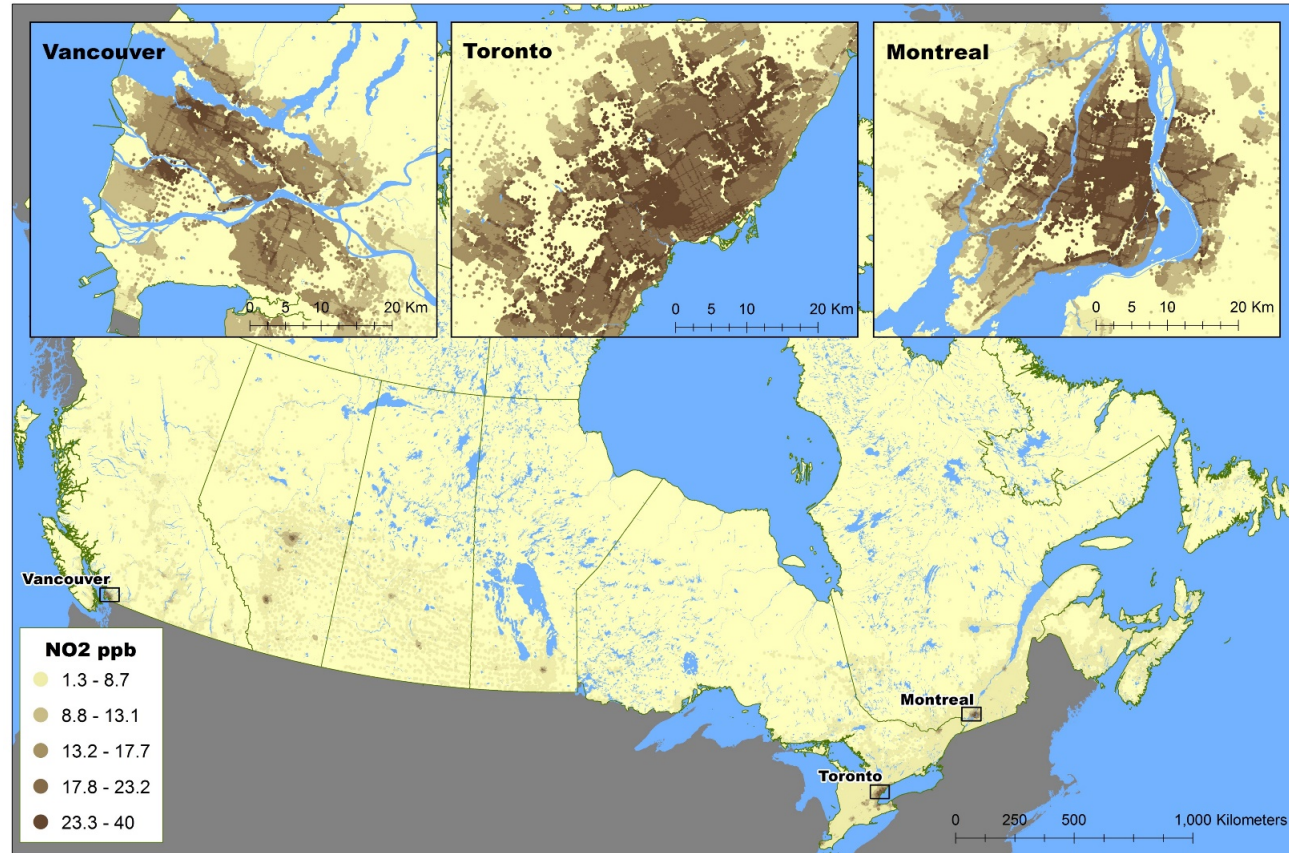 Vancouver
Toronto
Montreal
0 5 10 20 Km
0 5 10 20 Km
0 5 10 20 Km
Vancouver
Montreal
Toronto
NO2 ppb
1.3 - 8.7
8.8 - 13.1
13.2 - 17.7
17.8 - 23.2
23.3 - 40
0 250 500 1,000 Kilometers